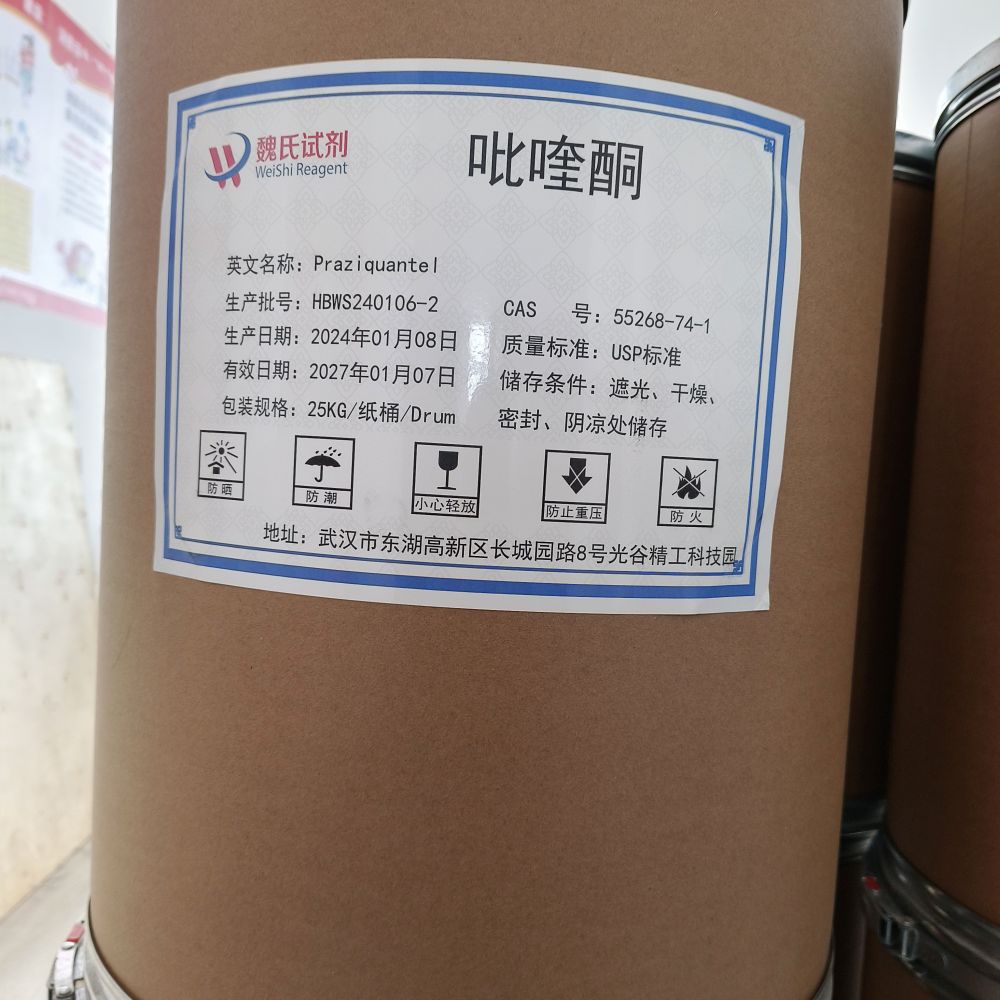 魏氏试剂
WeiShi Reagent
吡喹酮
英文名称：Praziquantel
生产批号：HBWS240106-2
CAS 号：55268-74-1
生产日期：2024年01月08日
质量标准：USP标准
有效日期：2027年01月07日
储存条件：遮光、干燥、
包装规格：25KG/纸桶/Drum
密封、阴凉处储存
防晒
防潮
小心轻放
防止重压
防火
地址：武汉市东湖高新区长城园路8号光谷精工科技园